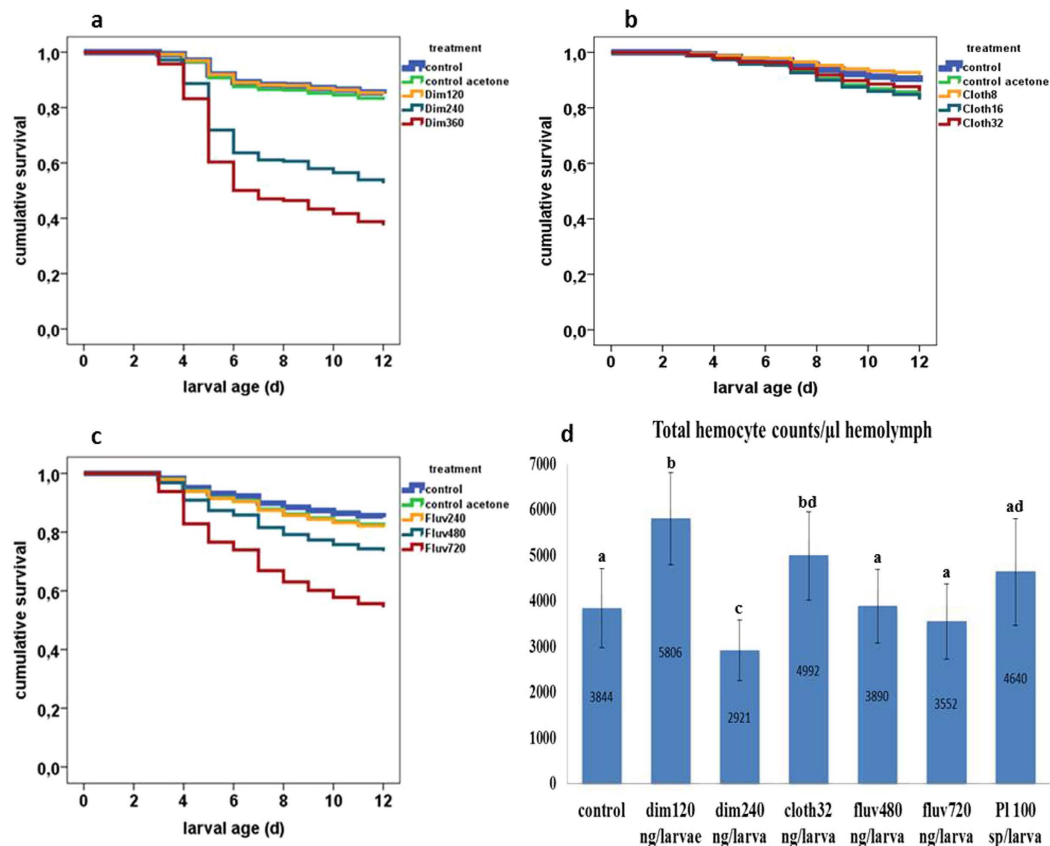 a
treatment
control
control acetone
Dim120
Dim240
Dim360
1,0
0,8
0,6
0,4
0,2
0,0
cumulative survival
0 2 4 6 8 10 12
larval age (d)
b
treatment
control
control acetone
Cloth8
Cloth16
Cloth32
1,0
0,8
0,6
0,4
0,2
0,0
cumulative survival
0 2 4 6 8 10 12
larval age (d)
c
treatment
control
control acetone
Fluv240
Fluv480
Fluv720
1,0
0,8
0,6
0,4
0,2
0,0
cumulative survival
0 2 4 6 8 10 12
larval age (d)
d
Total hemocyte counts/µl hemolymph
7000
6000
5000
4000
3000
2000
1000
0
a b c bd a a ad
3844 5806 2921 4992 3890 3552 4640
control dim120 dim240 cloth32 fluv480 fluv720 Pl 100
ng/larvae ng/larva ng/larva ng/larva ng/larva sp/larva